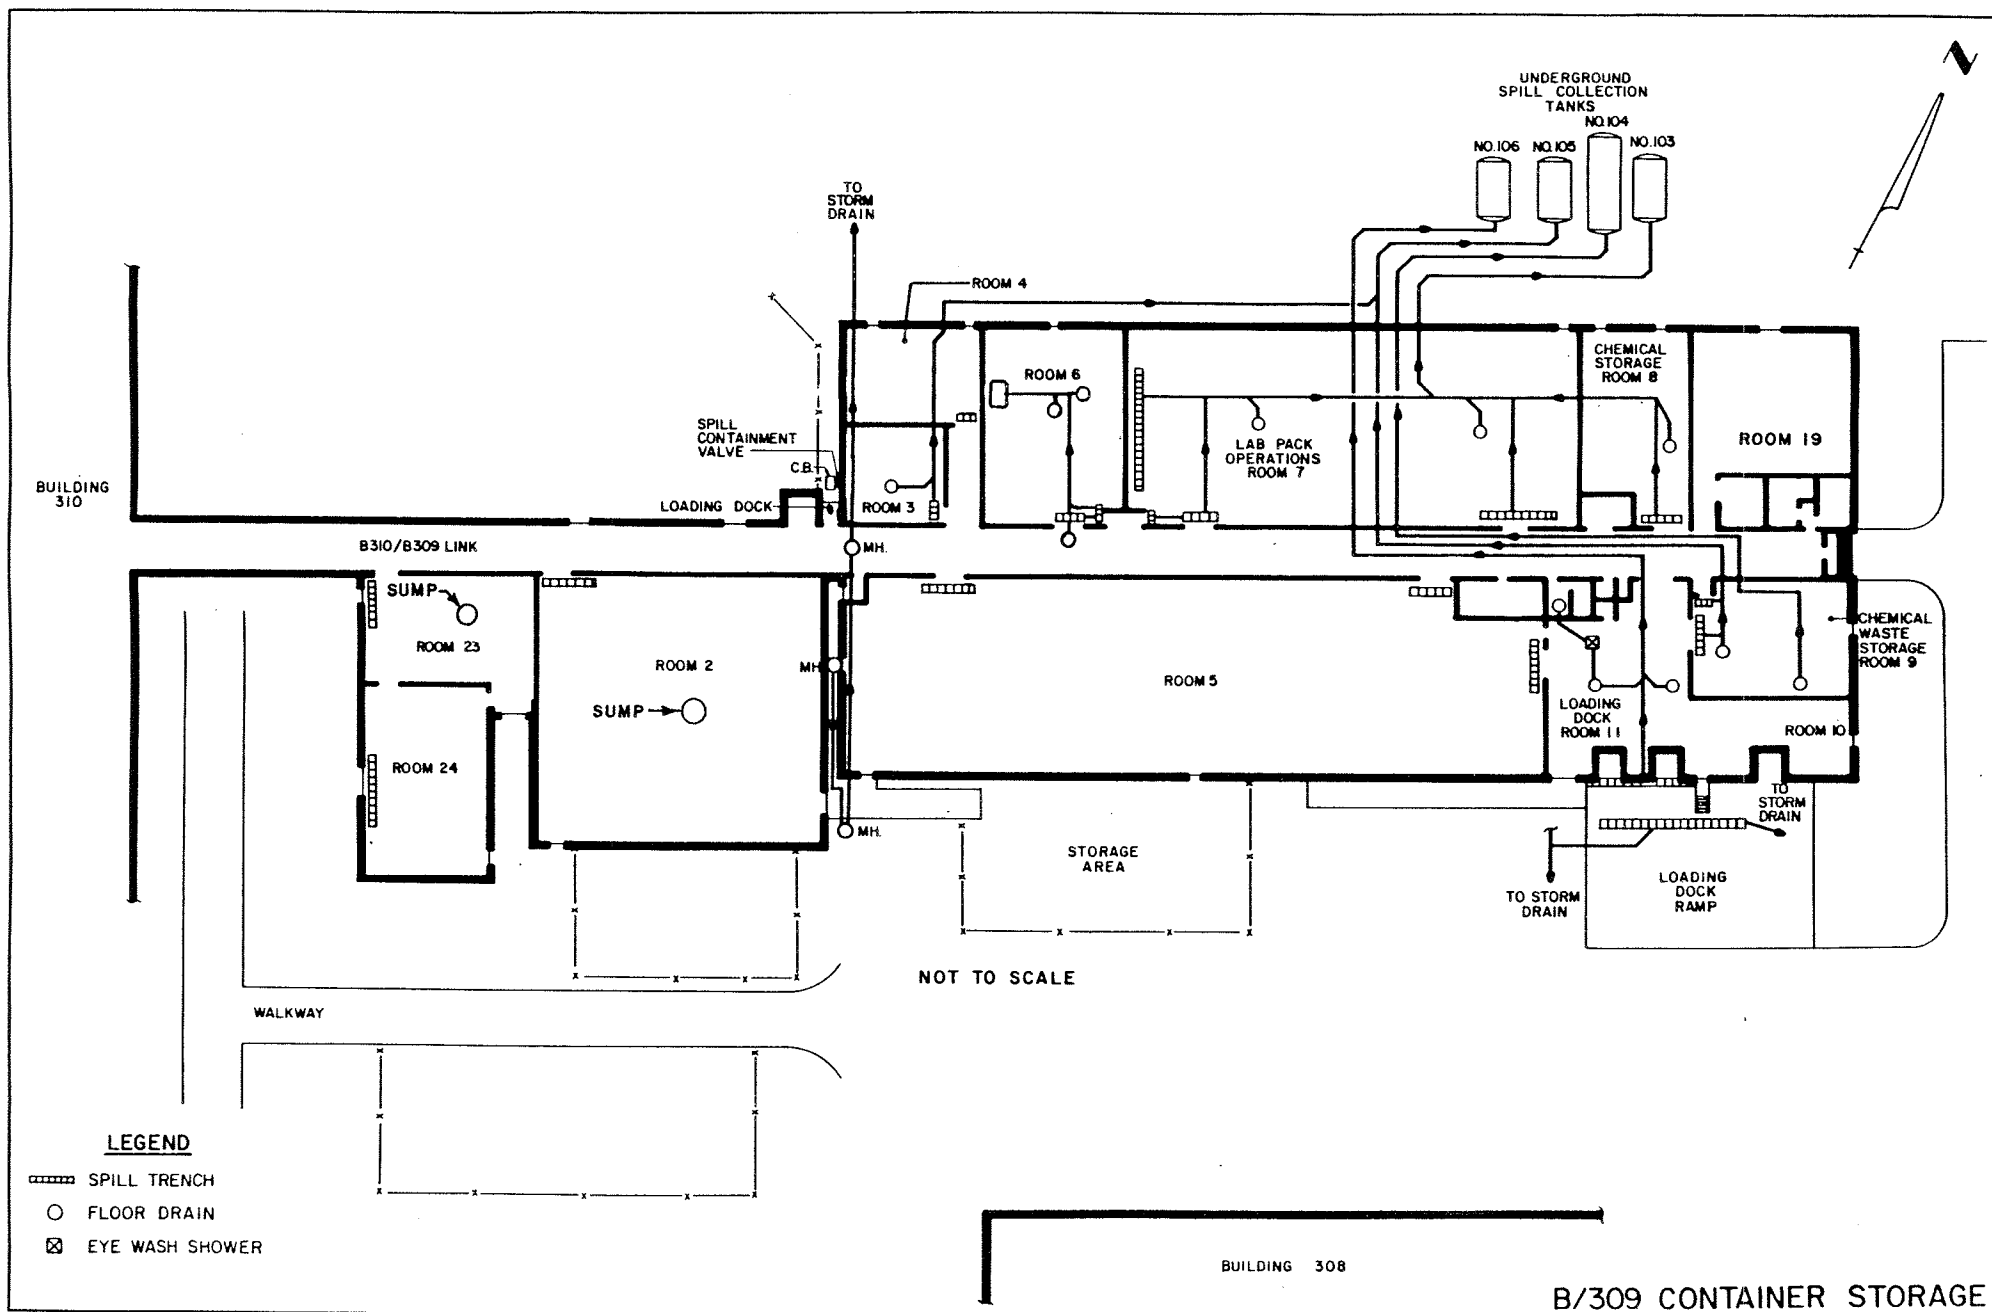 N
UNDERGROUND
SPILL COLLECTION
TANKS
NO.104
NO.106
NO.105
NO.103
TO
STORM
DRAIN
ROOM 4
CHEMICAL
STORAGE
ROOM 8
ROOM 6
SPILL
CONTAINMENT
VALVE
C.B.
LAB PACK
OPERATIONS
ROOM 7
ROOM 19
BUILDING
310
LOADING DOCK
ROOM 3
B310/B309 LINK
MH.
SUMP
ROOM 23
ROOM 2
MH
ROOM 5
CHEMICAL
WASTE
STORAGE
ROOM 9
SUMP
LOADING
DOCK
ROOM 11
ROOM 10
ROOM 24
TO
STORM
DRAIN
MH.
STORAGE
AREA
TO STORM
DRAIN
LOADING
DOCK
RAMP
NOT TO SCALE
WALKWAY
LEGEND
SPILL TRENCH
FLOOR DRAIN
EYE WASH SHOWER
BUILDING 308
B/309 CONTAINER STORAGE